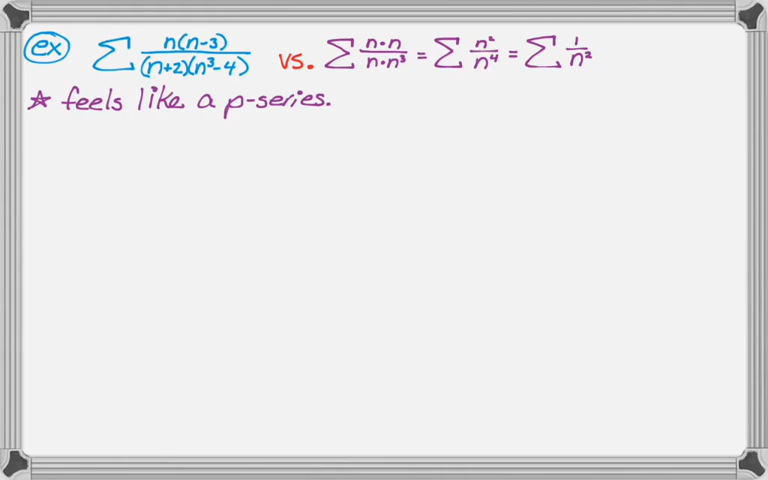 ex ∑ n(n-3)/((n+2)(n³-4)) vs. ∑ n·n/n·n³ = ∑ n²/n⁴ = ∑ 1/n²
☆ feels like a p-series.